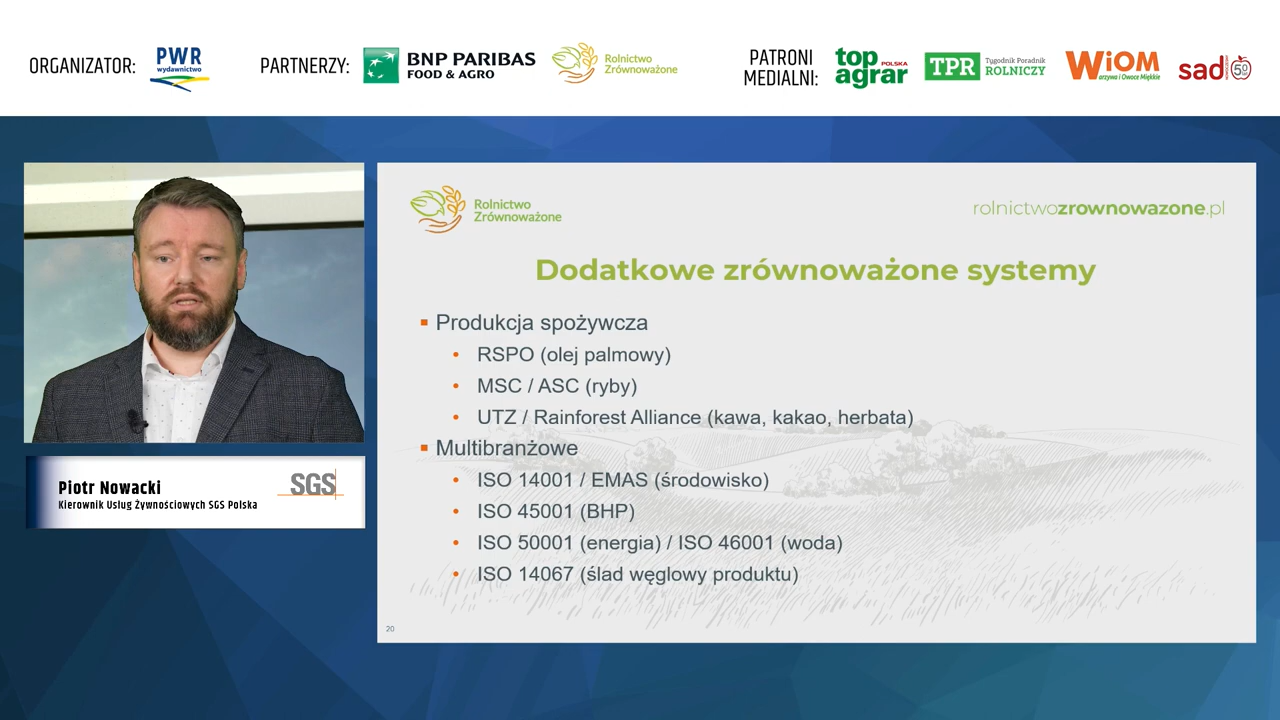 ORGANIZATOR:
PWR
wydawnictwo
PARTNERZY:
BNP PARIBAS
FOOD & AGRO
Rolnictwo
Zrównoważone
PATRONI
MEDIALNI:
top
agrar
POLSKA
TPR
Tygodnik Poradnik
ROLNICZY
WiOM
arzywa i Owoce Miękkie
sad
Rolnictwo
Zrównoważone
rolnictwozrownowazone.pl
Dodatkowe zrównoważone systemy
Produkcja spożywcza
RSPO (olej palmowy)
MSC / ASC (ryby)
UTZ / Rainforest Alliance (kawa, kakao, herbata)
Multibranżowe
ISO 14001 / EMAS (środowisko)
ISO 45001 (BHP)
ISO 50001 (energia) / ISO 46001 (woda)
ISO 14067 (ślad węglowy produktu)
20
Piotr Nowacki
Kierownik Usług Żywnościowych SGS Polska
SGS